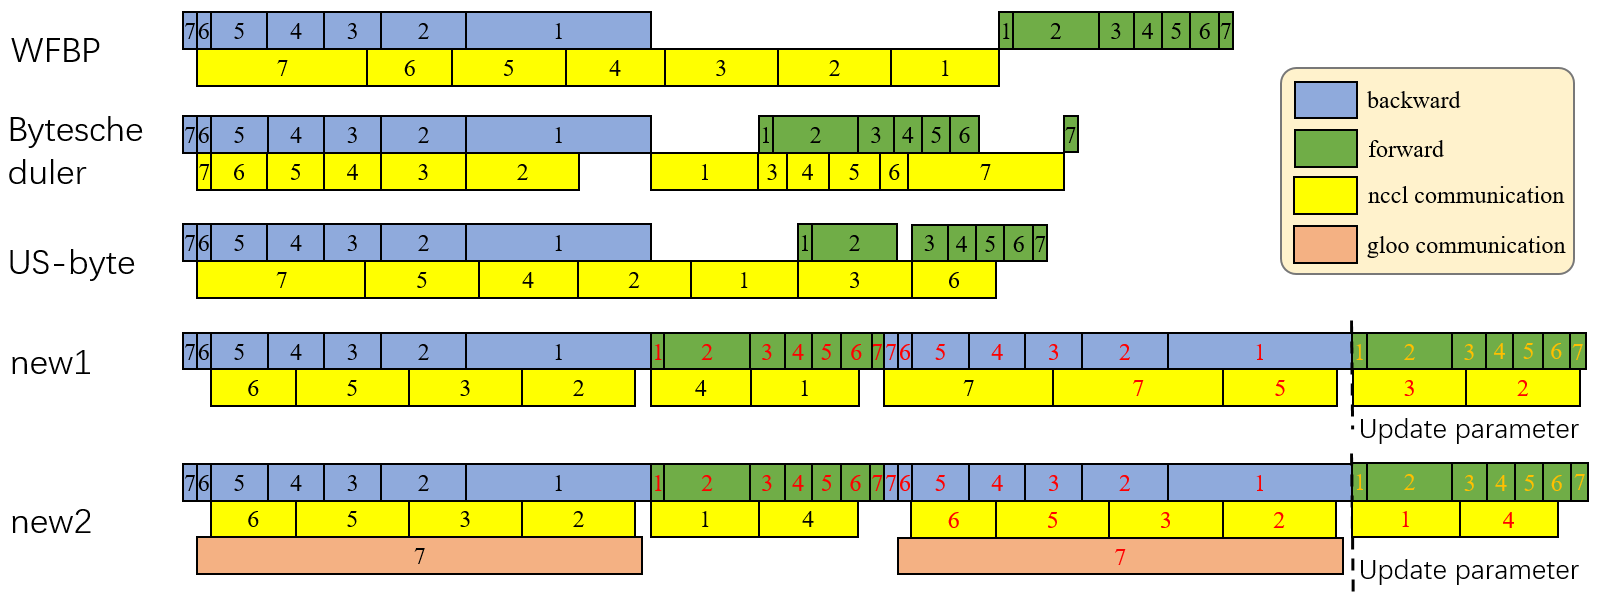 WFBP
7 6 5 4 3 2 1 1 2 3 4 5 6 7
7 6 5 4 3 2 1
Bytesche
duler
7 6 5 4 3 2 1 1 2 3 4 5 6 7
7 6 5 4 3 2 1 3 4 5 6 7
US-byte
7 6 5 4 3 2 1 1 2 3 4 5 6 7
7 5 4 2 1 3 6
backward
forward
nccl communication
gloo communication
new1
7 6 5 4 3 2 1 1 2 3 4 5 6 7 7 6 5 4 3 2 1 1 2 3 4 5 6 7
6 5 3 2 4 1 7 7 5 3 2
Update parameter
new2
7 6 5 4 3 2 1 1 2 3 4 5 6 7 7 6 5 4 3 2 1 1 2 3 4 5 6 7
6 5 3 2 1 4 6 5 3 2 1 4
7 7
Update parameter